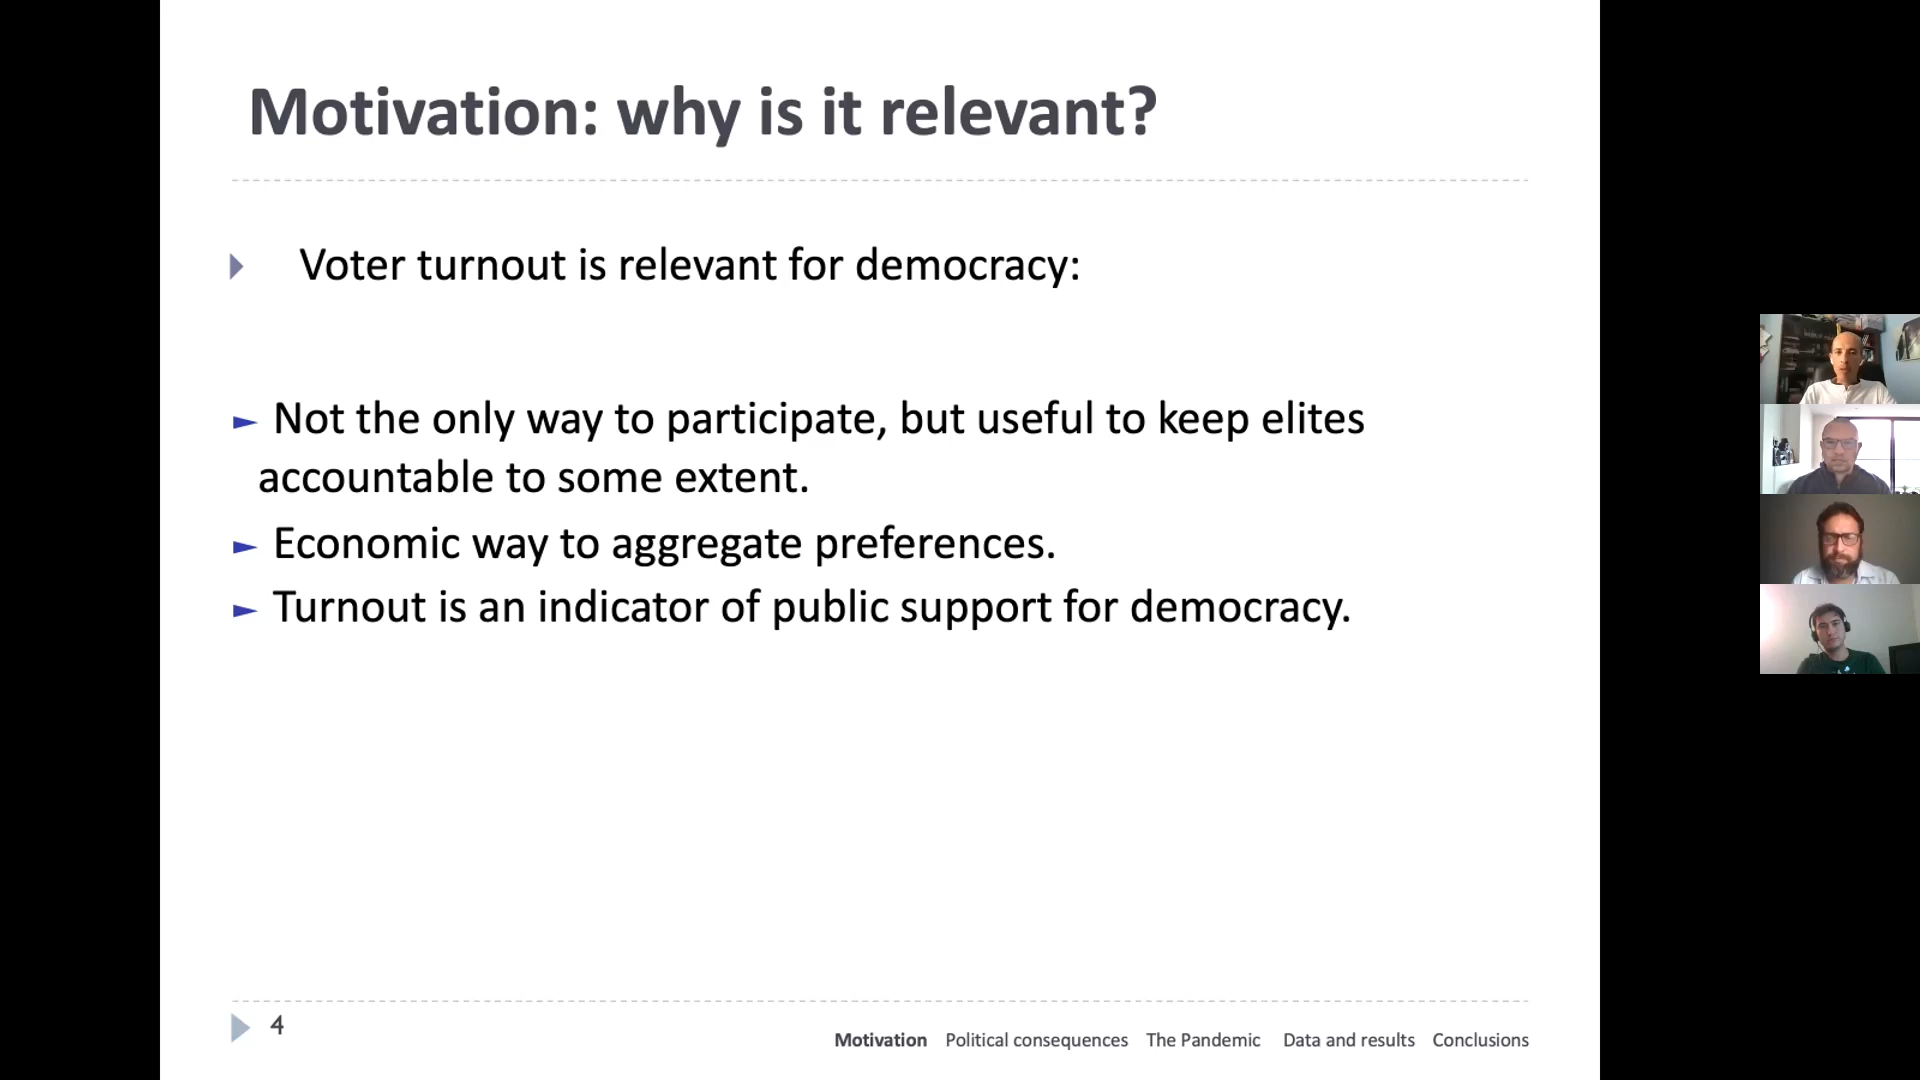 Motivation: why is it relevant?
Voter turnout is relevant for democracy:
Not the only way to participate, but useful to keep elites
accountable to some extent.
Economic way to aggregate preferences.
Turnout is an indicator of public support for democracy.
4
Motivation Political consequences The Pandemic Data and results Conclusions